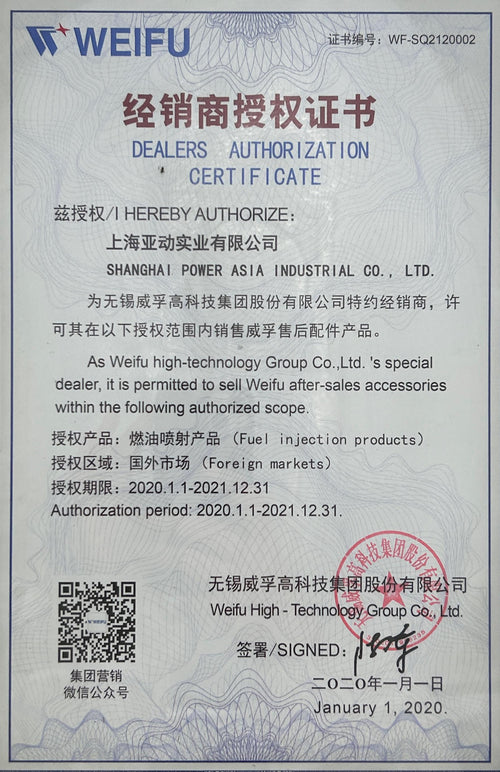 WEIFU
证书编号：WF-SQ2120002
经销商授权证书
DEALERS AUTHORIZATION
CERTIFICATE
兹授权/I HEREBY AUTHORIZE：
上海亚动实业有限公司
SHANGHAI POWER ASIA INDUSTRIAL CO., LTD.
为无锡威孚高科技集团股份有限公司特约经销商，许
可其在以下授权范围内销售威孚售后配件产品。
As Weifu high-technology Group Co.,Ltd. 's special
dealer, it is permitted to sell Weifu after-sales accessories
within the following authorized scope.
授权产品：燃油喷射产品 （Fuel injection products）
授权区域：国外市场 （Foreign markets）
授权期限：2020.1.1-2021.12.31
Authorization period: 2020.1.1-2021.12.31.
无锡威孚高科技集团股份有限公司
Weifu High - Technology Group Co., Ltd.
签署/SIGNED：
二〇二〇年一月一日
January 1, 2020.
集团营销
微信公众号